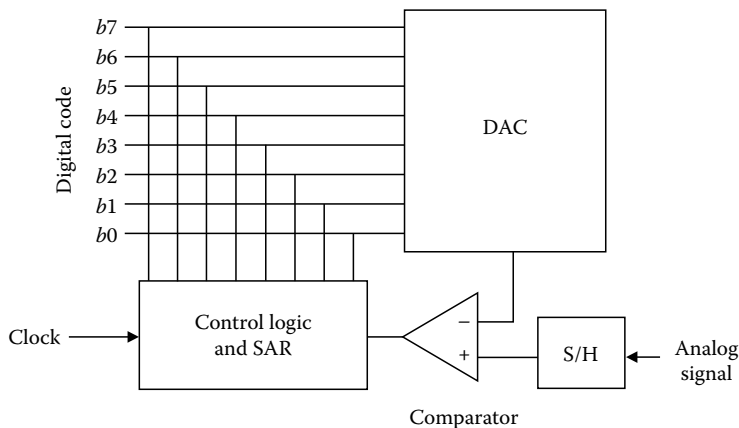 b7
b6
b5
b4
b3
b2
b1
b0
Digital code
DAC
Clock
Control logic
and SAR
−
+
S/H
Analog
signal
Comparator